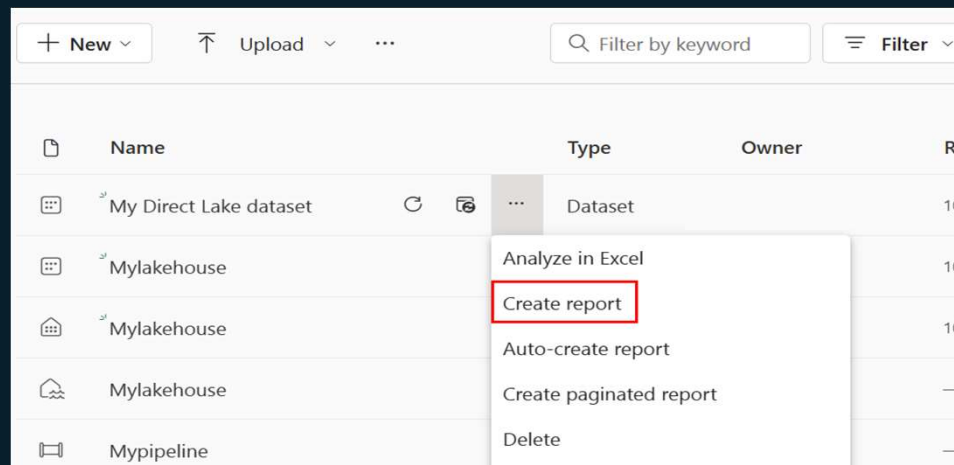 New
Upload
...
Filter by keyword
Filter
Name
Type
Owner
R
My Direct Lake dataset
...
Dataset
Mylakehouse
Analyze in Excel
Create report
Mylakehouse
Auto-create report
Mylakehouse
Create paginated report
Delete
Mypipeline